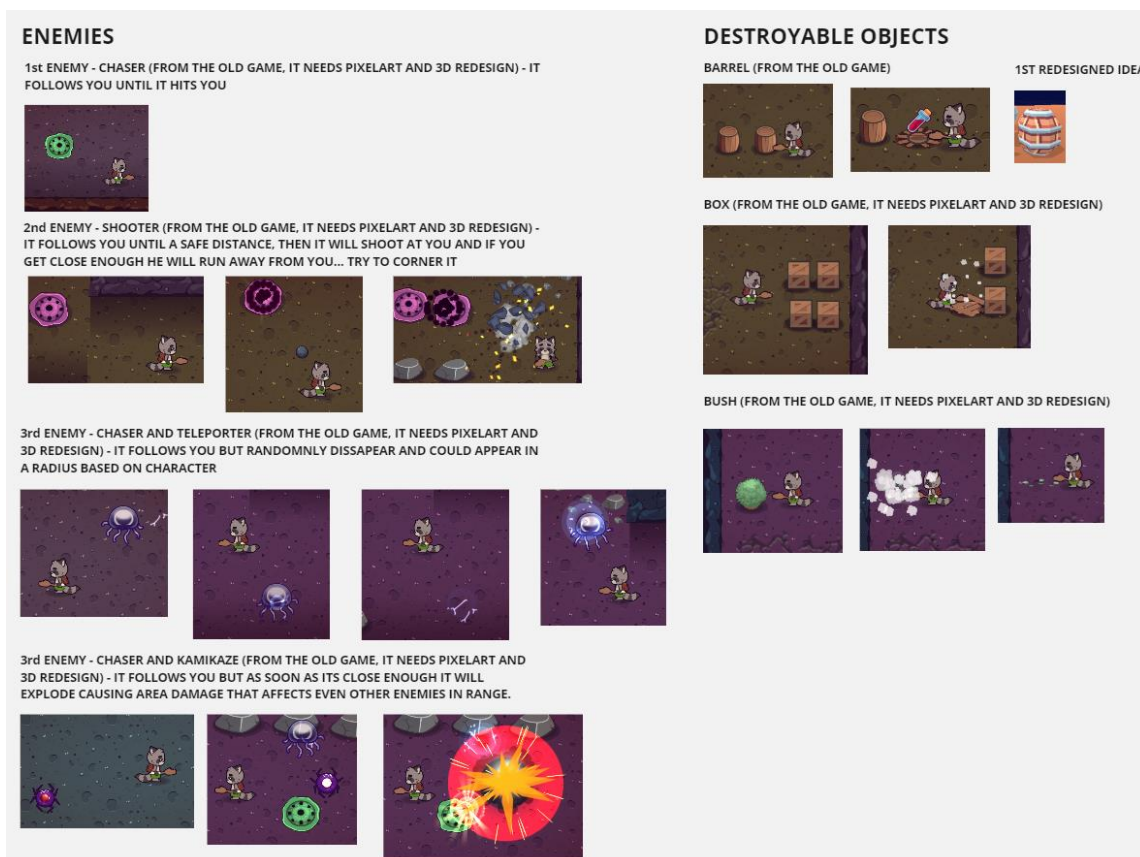 ENEMIES
1st ENEMY - CHASER (FROM THE OLD GAME, IT NEEDS PIXELART AND 3D REDESIGN) - IT
FOLLOWS YOU UNTIL IT HITS YOU
2nd ENEMY - SHOOTER (FROM THE OLD GAME, IT NEEDS PIXELART AND 3D REDESIGN) -
IT FOLLOWS YOU UNTIL A SAFE DISTANCE, THEN IT WILL SHOOT AT YOU AND IF YOU
GET CLOSE ENOUGH HE WILL RUN AWAY FROM YOU... TRY TO CORNER IT
3rd ENEMY - CHASER AND TELEPORTER (FROM THE OLD GAME, IT NEEDS PIXELART AND
3D REDESIGN) - IT FOLLOWS YOU BUT RANDOMNLY DISSAPEAR AND COULD APPEAR IN
A RADIUS BASED ON CHARACTER
3rd ENEMY - CHASER AND KAMIKAZE (FROM THE OLD GAME, IT NEEDS PIXELART AND
3D REDESIGN) - IT FOLLOWS YOU BUT AS SOON AS ITS CLOSE ENOUGH IT WILL
EXPLODE CAUSING AREA DAMAGE THAT AFFECTS EVEN OTHER ENEMIES IN RANGE.
DESTROYABLE OBJECTS
BARREL (FROM THE OLD GAME)
1ST REDESIGNED IDEA
BOX (FROM THE OLD GAME, IT NEEDS PIXELART AND 3D REDESIGN)
BUSH (FROM THE OLD GAME, IT NEEDS PIXELART AND 3D REDESIGN)